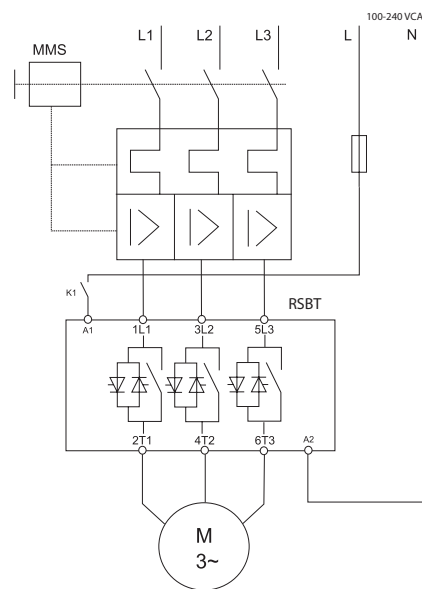 100-240 VCA
L1 L2 L3 L N
MMS
K1
RSBT
A1 1L1 3L2 5L3
2T1 4T2 6T3 A2
M
3~